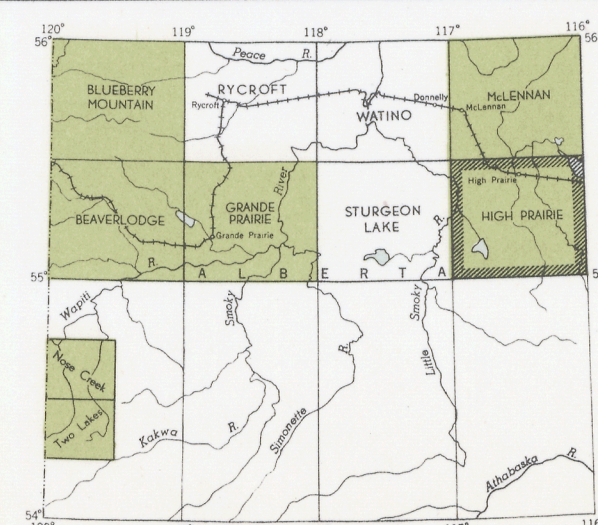 120°
119°
118°
117°
116°
56°
56
Peace R.
BLUEBERRY
MOUNTAIN
RYCROFT
Rycroft
WATINO
Donnelly
McLennan
McLENNAN
High Prairie
HIGH PRAIRIE
River
GRANDE
PRAIRIE
Grande Prairie
BEAVERLODGE
STURGEON
LAKE
R.
R.
A L B E R T A
55°
5
Wapiti
Smoky
Smoky
R.
Little
Nose Creek
Two Lakes
Kakwa R.
Simonette
Athabaska R.
54°